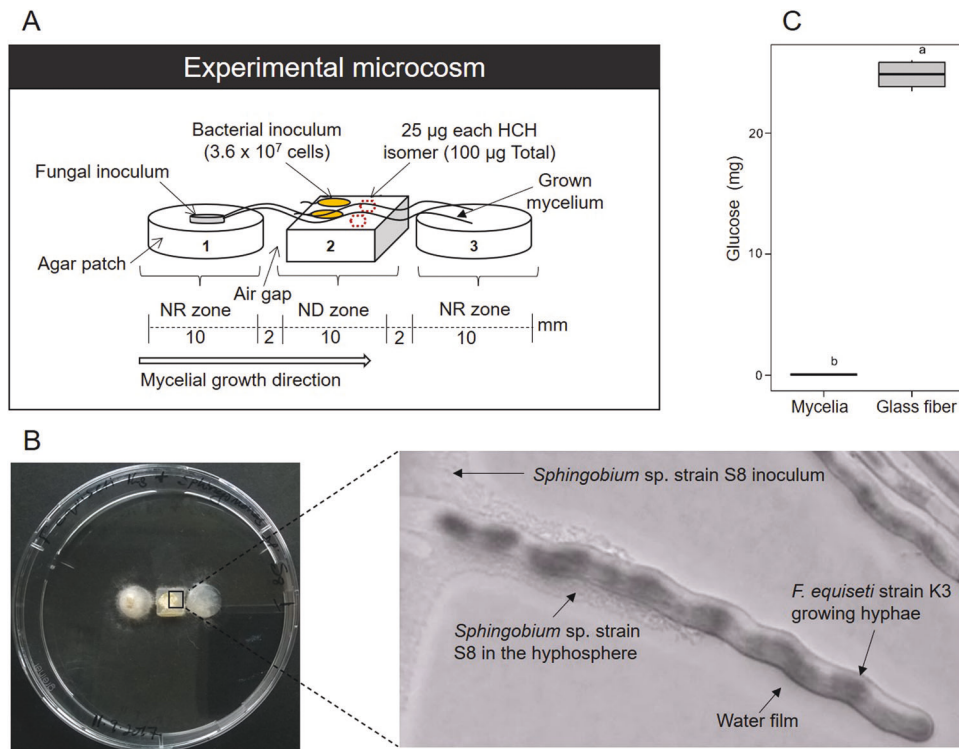 A
Experimental microcosm
Bacterial inoculum
(3.6 x 10⁷ cells)
25 µg each HCH
isomer (100 µg Total)
Fungal inoculum
Grown
mycelium
1
2
3
Agar patch
Air gap
NR zone
ND zone
NR zone
mm
10
2
10
2
10
Mycelial growth direction
C
Glucose (mg)
20
10
0
a
b
Mycelia
Glass fiber
B
11.7.2017
Sphingobium sp. strain S8 inoculum
F. equiseti strain K3
growing hyphae
Sphingobium sp. strain
S8 in the hyphosphere
Water film